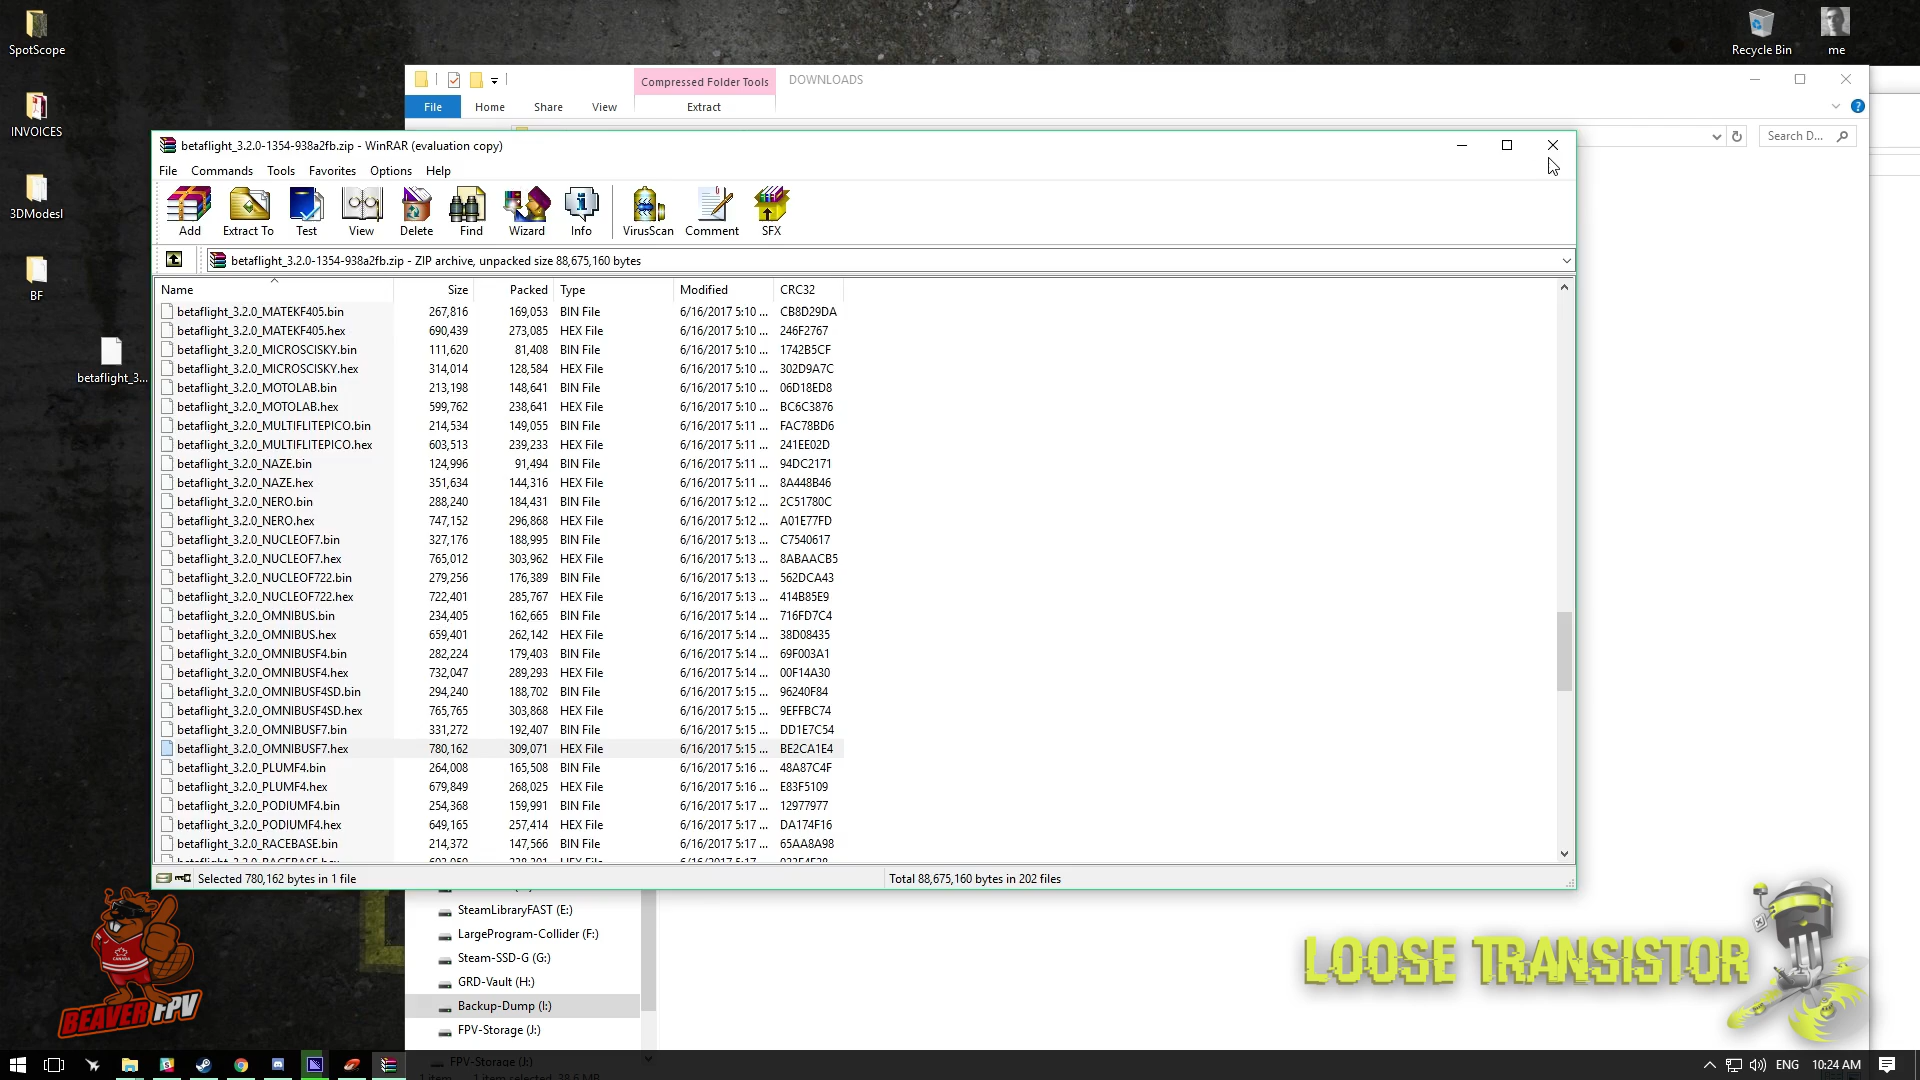 SpotScope
INVOICES
3DModesl
BF
betaflight_3...
Recycle Bin
me
Compressed Folder Tools
DOWNLOADS
File
Home
Share
View
Extract
Search D...
betaflight_3.2.0-1354-938a2fb.zip - WinRAR (evaluation copy)
File Commands Tools Favorites Options Help
Add
Extract To
Test
View
Delete
Find
Wizard
Info
VirusScan
Comment
SFX
betaflight_3.2.0-1354-938a2fb.zip - ZIP archive, unpacked size 88,675,160 bytes
Name Size Packed Type Modified CRC32
betaflight_3.2.0_MATEKF405.bin 267,816 169,053 BIN File 6/16/2017 5:10 ... CB8D29DA
betaflight_3.2.0_MATEKF405.hex 690,439 273,085 HEX File 6/16/2017 5:10 ... 246F2767
betaflight_3.2.0_MICROSCISKY.bin 111,620 81,408 BIN File 6/16/2017 5:10 ... 1742B5CF
betaflight_3.2.0_MICROSCISKY.hex 314,014 128,584 HEX File 6/16/2017 5:10 ... 302D9A7C
betaflight_3.2.0_MOTOLAB.bin 213,198 148,641 BIN File 6/16/2017 5:10 ... 06D18ED8
betaflight_3.2.0_MOTOLAB.hex 599,762 238,641 HEX File 6/16/2017 5:10 ... BC6C3876
betaflight_3.2.0_MULTIFLITEPICO.bin 214,534 149,055 BIN File 6/16/2017 5:11 ... FAC78BD6
betaflight_3.2.0_MULTIFLITEPICO.hex 603,513 239,233 HEX File 6/16/2017 5:11 ... 241EE02D
betaflight_3.2.0_NAZE.bin 124,996 91,494 BIN File 6/16/2017 5:11 ... 94DC2171
betaflight_3.2.0_NAZE.hex 351,634 144,316 HEX File 6/16/2017 5:11 ... 8A448B46
betaflight_3.2.0_NERO.bin 288,240 184,431 BIN File 6/16/2017 5:12 ... 2C51780C
betaflight_3.2.0_NERO.hex 747,152 296,868 HEX File 6/16/2017 5:12 ... A01E77FD
betaflight_3.2.0_NUCLEOF7.bin 327,176 188,995 BIN File 6/16/2017 5:13 ... C7540617
betaflight_3.2.0_NUCLEOF7.hex 765,012 303,962 HEX File 6/16/2017 5:13 ... 8ABAACB5
betaflight_3.2.0_NUCLEOF722.bin 279,256 176,389 BIN File 6/16/2017 5:13 ... 562DCA43
betaflight_3.2.0_NUCLEOF722.hex 722,401 285,767 HEX File 6/16/2017 5:13 ... 414B85E9
betaflight_3.2.0_OMNIBUS.bin 234,405 162,665 BIN File 6/16/2017 5:14 ... 716FD7C4
betaflight_3.2.0_OMNIBUS.hex 659,401 262,142 HEX File 6/16/2017 5:14 ... 38D08435
betaflight_3.2.0_OMNIBUSF4.bin 282,224 179,403 BIN File 6/16/2017 5:14 ... 69F003A1
betaflight_3.2.0_OMNIBUSF4.hex 732,047 289,293 HEX File 6/16/2017 5:14 ... 00F14A30
betaflight_3.2.0_OMNIBUSF4SD.bin 294,240 188,702 BIN File 6/16/2017 5:15 ... 96240F84
betaflight_3.2.0_OMNIBUSF4SD.hex 765,765 303,868 HEX File 6/16/2017 5:15 ... 9EFFBC74
betaflight_3.2.0_OMNIBUSF7.bin 331,272 192,407 BIN File 6/16/2017 5:15 ... DD1E7C54
betaflight_3.2.0_OMNIBUSF7.hex 780,162 309,071 HEX File 6/16/2017 5:15 ... BE2CA1E4
betaflight_3.2.0_PLUMF4.bin 264,008 165,508 BIN File 6/16/2017 5:16 ... 48A87C4F
betaflight_3.2.0_PLUMF4.hex 679,849 268,025 HEX File 6/16/2017 5:16 ... E83F5109
betaflight_3.2.0_PODIUMF4.bin 254,368 159,991 BIN File 6/16/2017 5:17 ... 12977977
betaflight_3.2.0_PODIUMF4.hex 649,165 257,414 HEX File 6/16/2017 5:17 ... DA174F16
betaflight_3.2.0_RACEBASE.bin 214,372 147,566 BIN File 6/16/2017 5:17 ... 65AA8A98
Selected 780,162 bytes in 1 file
Total 88,675,160 bytes in 202 files
SteamLibraryFAST (E:)
LargeProgram-Collider (F:)
Steam-SSD-G (G:)
GRD-Vault (H:)
Backup-Dump (I:)
FPV-Storage (J:)
FPV-Storage (J:)
CANADA
BEAVER FPV
LOOSE TRANSISTOR
ENG
10:24 AM